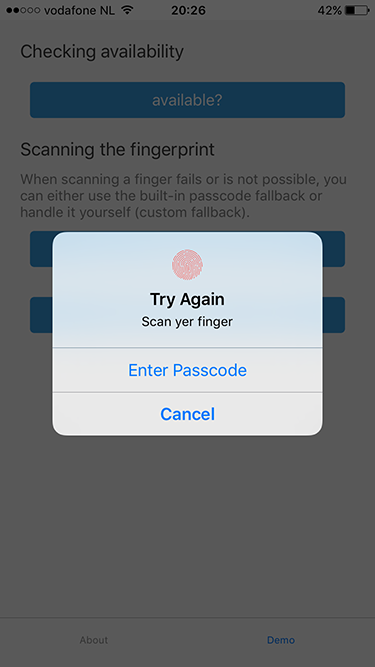 vodafone NL 20:26 42%
Checking availability
available?
Scanning the fingerprint
When scanning a finger fails or is not possible, you
can either use the built-in passcode fallback or
handle it yourself (custom fallback).
Try Again
Scan yer finger
Enter Passcode
Cancel
About Demo